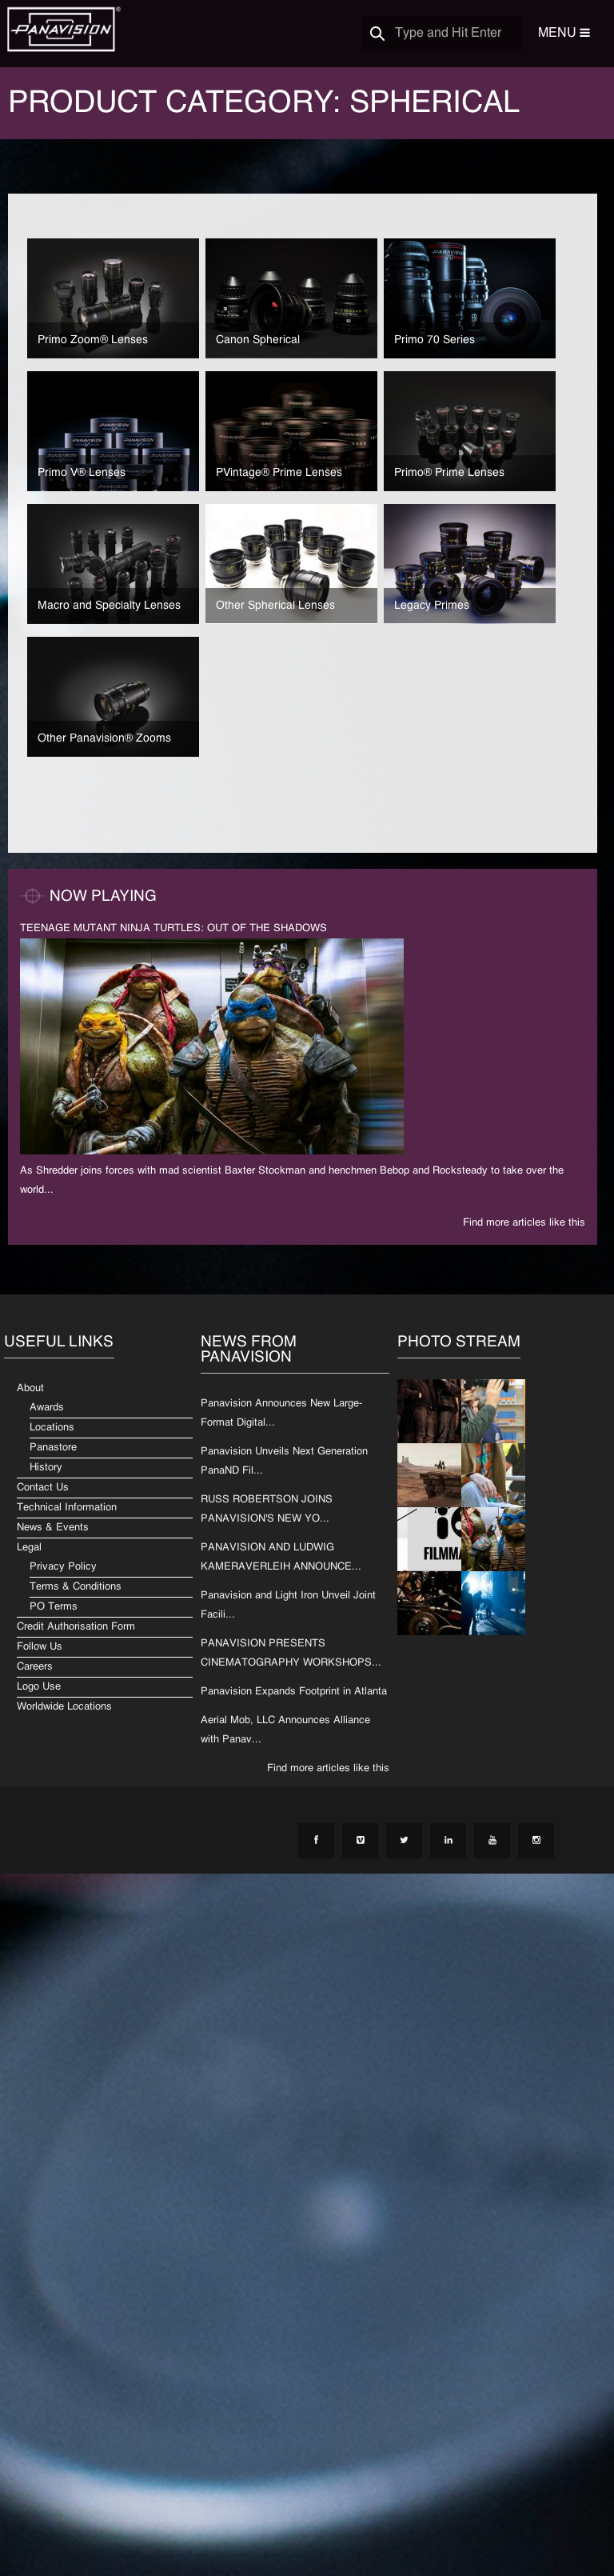 PANAVISION®
Type and Hit Enter
MENU
PRODUCT CATEGORY: SPHERICAL
Primo Zoom® Lenses
Canon Spherical
Primo 70 Series
Primo V® Lenses
PVintage® Prime Lenses
Primo® Prime Lenses
Macro and Specialty Lenses
Other Spherical Lenses
Legacy Primes
Other Panavision® Zooms
NOW PLAYING
TEENAGE MUTANT NINJA TURTLES: OUT OF THE SHADOWS
As Shredder joins forces with mad scientist Baxter Stockman and henchmen Bebop and Rocksteady to take over the
world...
Find more articles like this
USEFUL LINKS
About
Awards
Locations
Panastore
History
Contact Us
Technical Information
News & Events
Legal
Privacy Policy
Terms & Conditions
PO Terms
Credit Authorisation Form
Follow Us
Careers
Logo Use
Worldwide Locations
NEWS FROM
PANAVISION
Panavision Announces New Large-
Format Digital...
Panavision Unveils Next Generation
PanaND Fil...
RUSS ROBERTSON JOINS
PANAVISION'S NEW YO...
PANAVISION AND LUDWIG
KAMERAVERLEIH ANNOUNCE...
Panavision and Light Iron Unveil Joint
Facili...
PANAVISION PRESENTS
CINEMATOGRAPHY WORKSHOPS...
Panavision Expands Footprint in Atlanta
Aerial Mob, LLC Announces Alliance
with Panav...
Find more articles like this
PHOTO STREAM
FILMMA